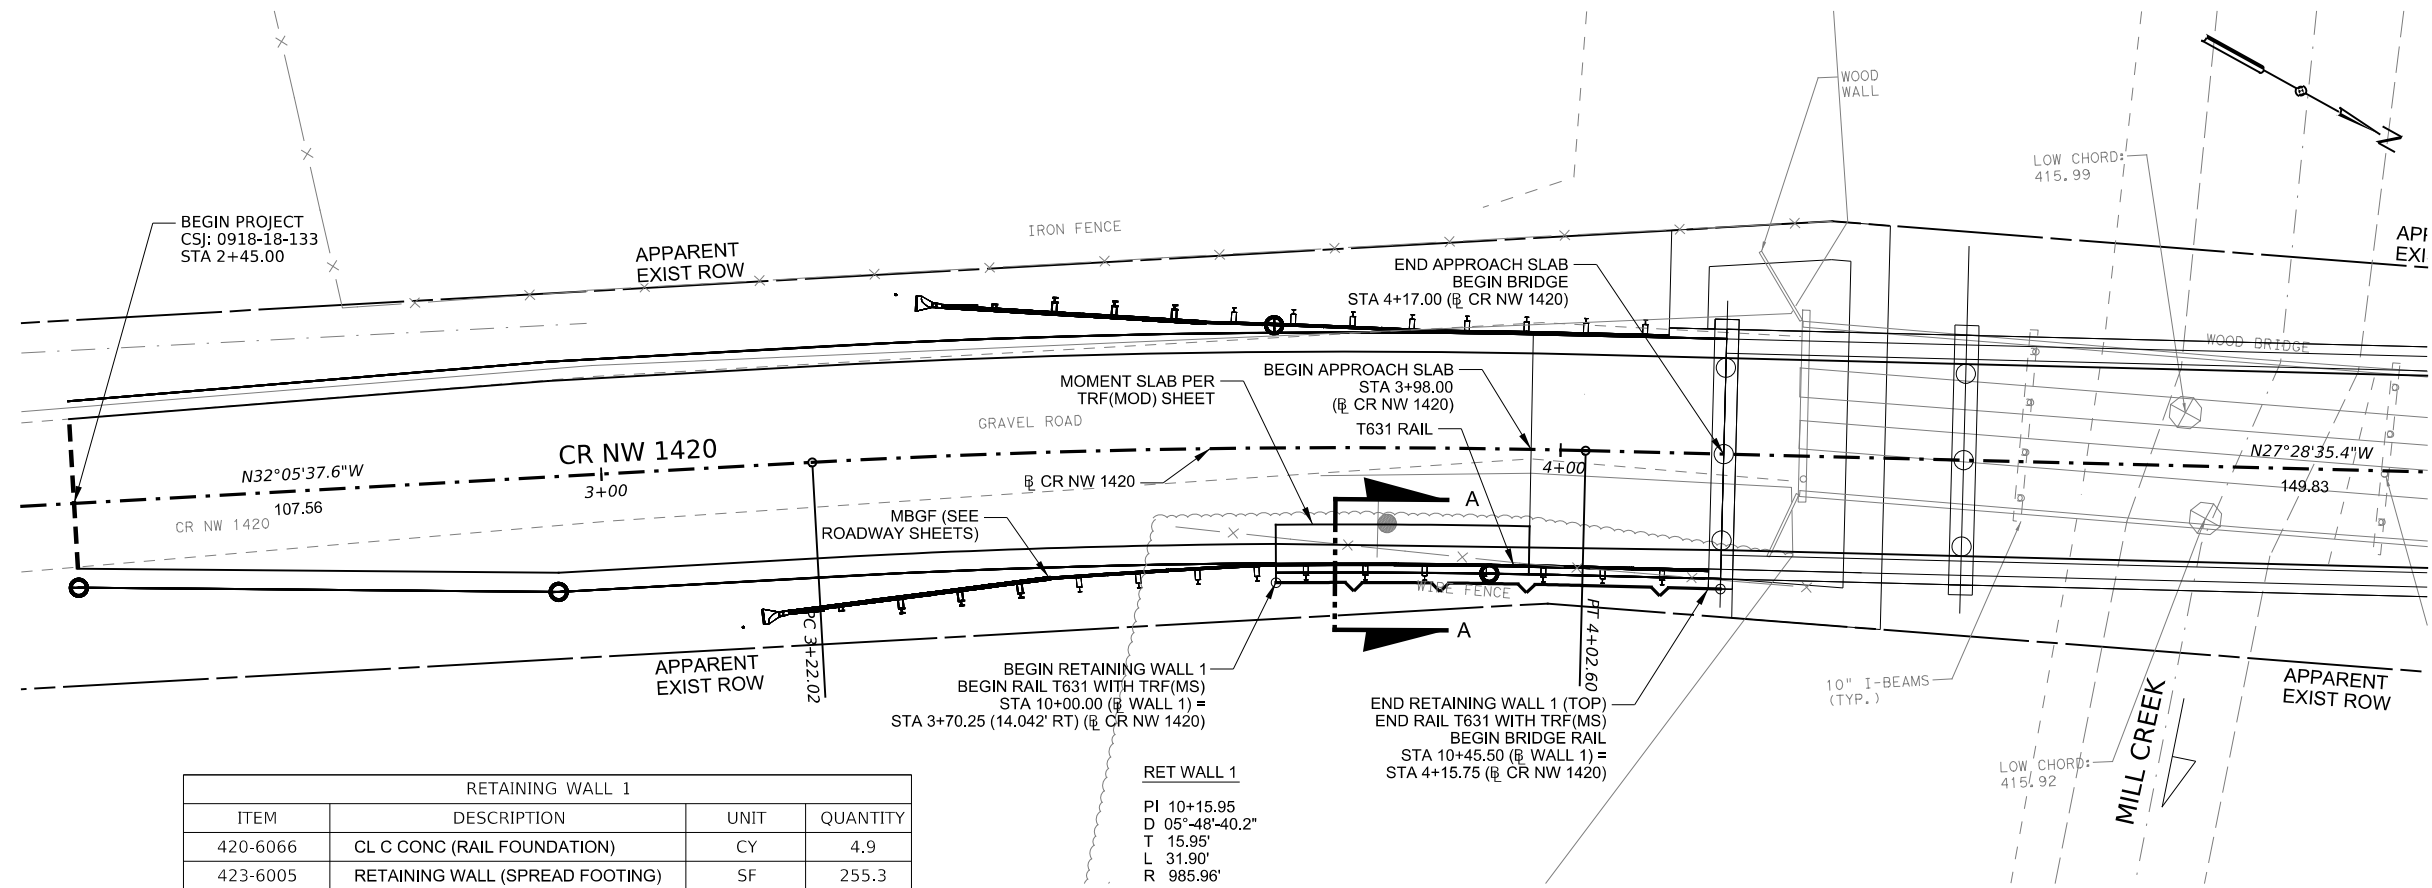 WOOD
WALL
N
LOW CHORD:
415.99
BEGIN PROJECT
CSJ: 0918-18-133
STA 2+45.00
IRON FENCE
APPARENT
EXIST ROW
END APPROACH SLAB
BEGIN BRIDGE
STA 4+17.00 (BL CR NW 1420)
WOOD BRIDGE
MOMENT SLAB PER
TRF(MOD) SHEET
BEGIN APPROACH SLAB
STA 3+98.00
(BL CR NW 1420)
GRAVEL ROAD
T631 RAIL
CR NW 1420
N32°05'37.6"W
107.56
3+00
4+00
N27°28'35.4"W
149.83
BL CR NW 1420
CR NW 1420
MBGF (SEE
ROADWAY SHEETS)
A
WIRE FENCE
A
PC 3+22.02
PT 4+02.60
APPARENT
EXIST ROW
BEGIN RETAINING WALL 1
BEGIN RAIL T631 WITH TRF(MS)
STA 10+00.00 (BL WALL 1) =
STA 3+70.25 (14.042' RT) (BL CR NW 1420)
END RETAINING WALL 1 (TOP)
END RAIL T631 WITH TRF(MS)
BEGIN BRIDGE RAIL
STA 10+45.50 (BL WALL 1) =
STA 4+15.75 (BL CR NW 1420)
10" I-BEAMS
(TYP.)
APPARENT
EXIST ROW
MILL CREEK
LOW CHORD:
415.92
RETAINING WALL 1
ITEM DESCRIPTION UNIT QUANTITY
420-6066 CL C CONC (RAIL FOUNDATION) CY 4.9
423-6005 RETAINING WALL (SPREAD FOOTING) SF 255.3
RET WALL 1
PI 10+15.95
D 05°-48'-40.2"
T 15.95'
L 31.90'
R 985.96'